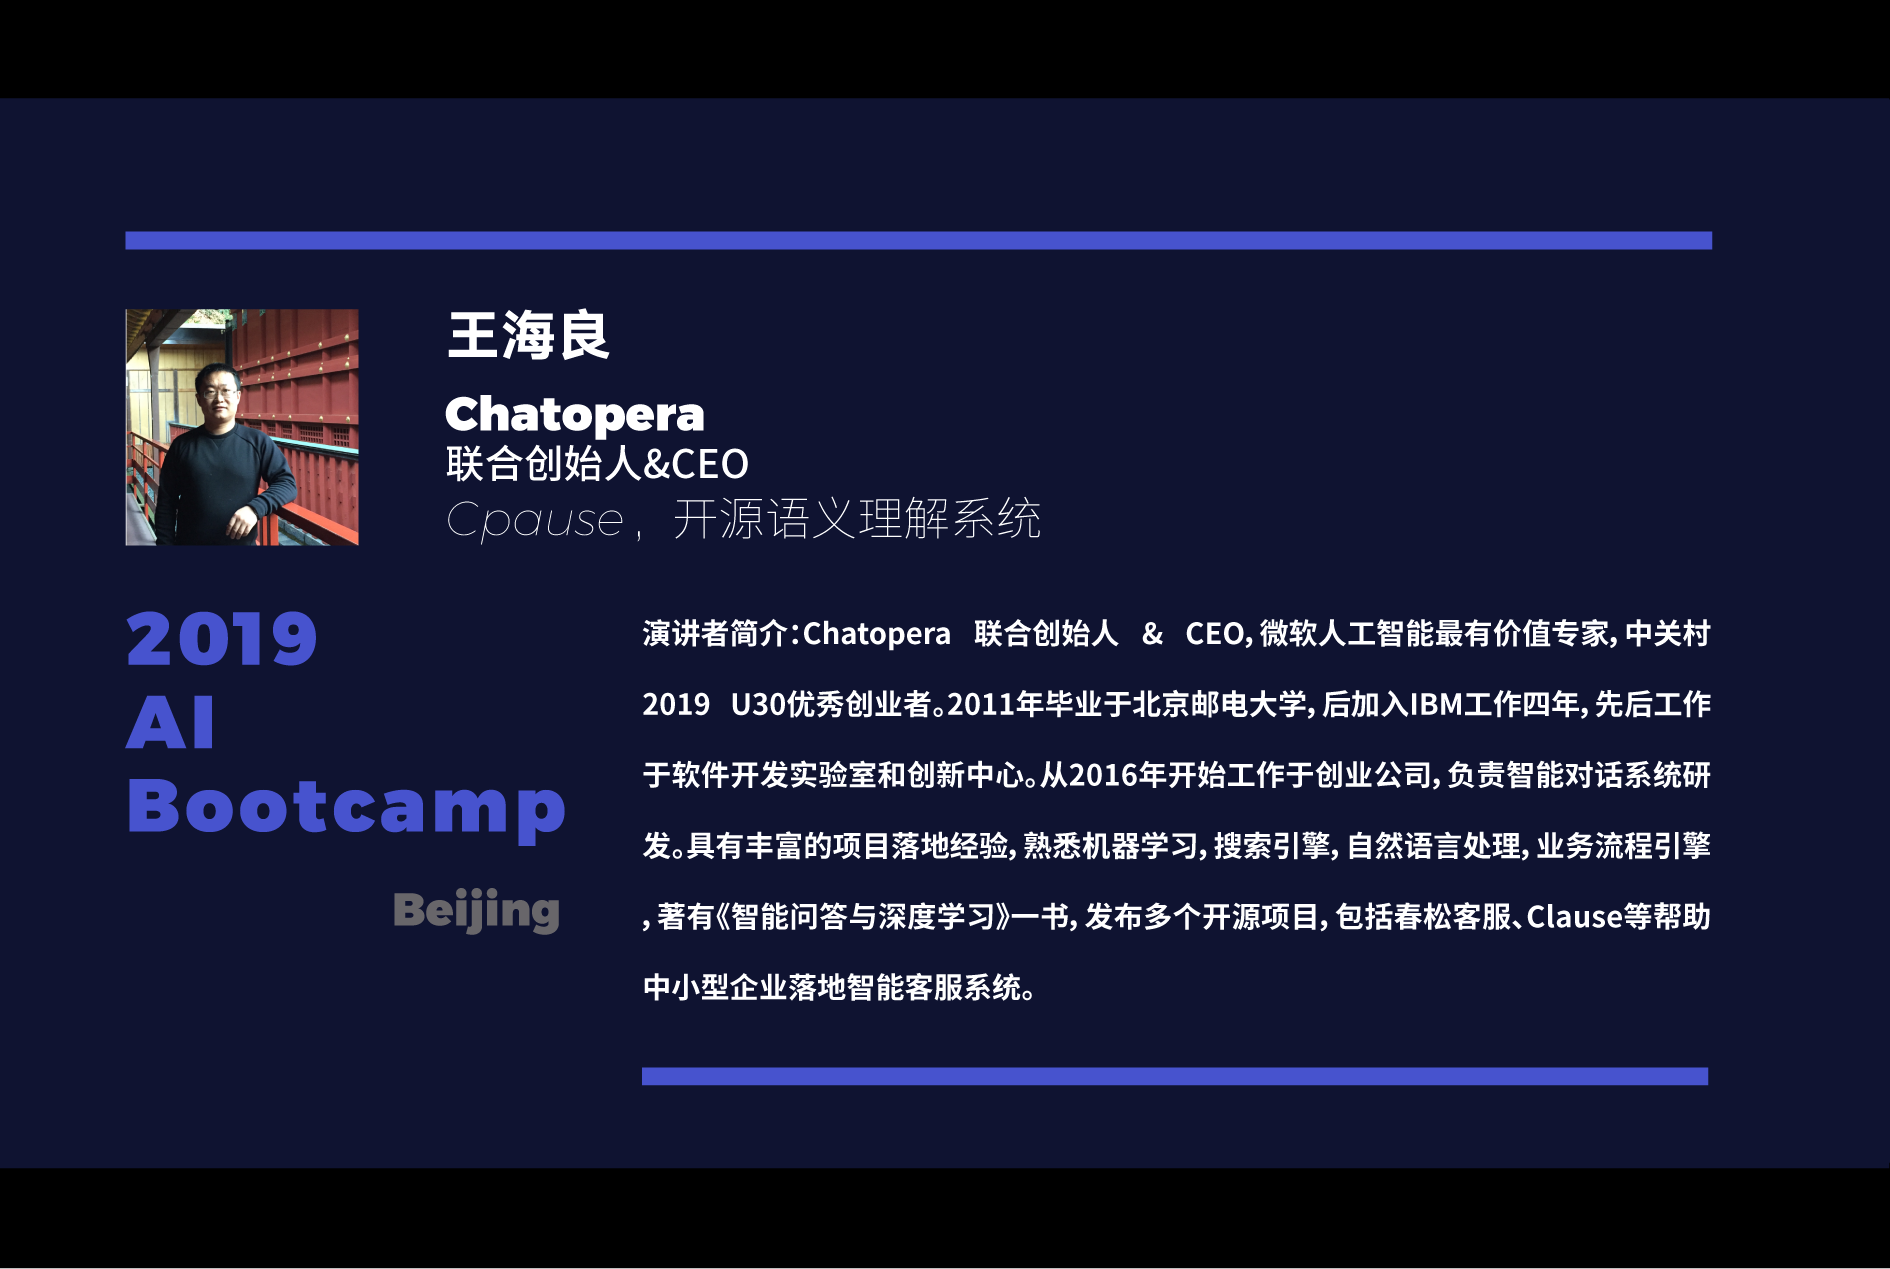 王海良
Chatopera
联合创始人&CEO
Cpause，开源语义理解系统
2019
AI
Bootcamp
Beijing
演讲者简介：Chatopera 联合创始人 & CEO，微软人工智能最有价值专家，中关村
2019 U30优秀创业者。2011年毕业于北京邮电大学，后加入IBM工作四年，先后工作
于软件开发实验室和创新中心。从2016年开始工作于创业公司，负责智能对话系统研
发。具有丰富的项目落地经验，熟悉机器学习，搜索引擎，自然语言处理，业务流程引擎
，著有《智能问答与深度学习》一书，发布多个开源项目，包括春松客服、Clause等帮助
中小型企业落地智能客服系统。